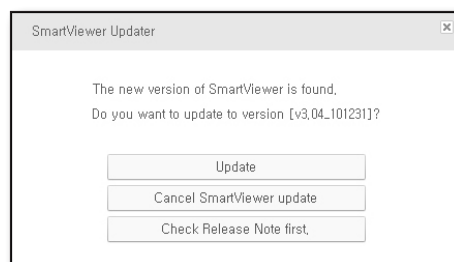 SmartViewer Updater
The new version of SmartViewer is found.
Do you want to update to version [v3.04_101231]?
Update
Cancel SmartViewer update
Check Release Note first.